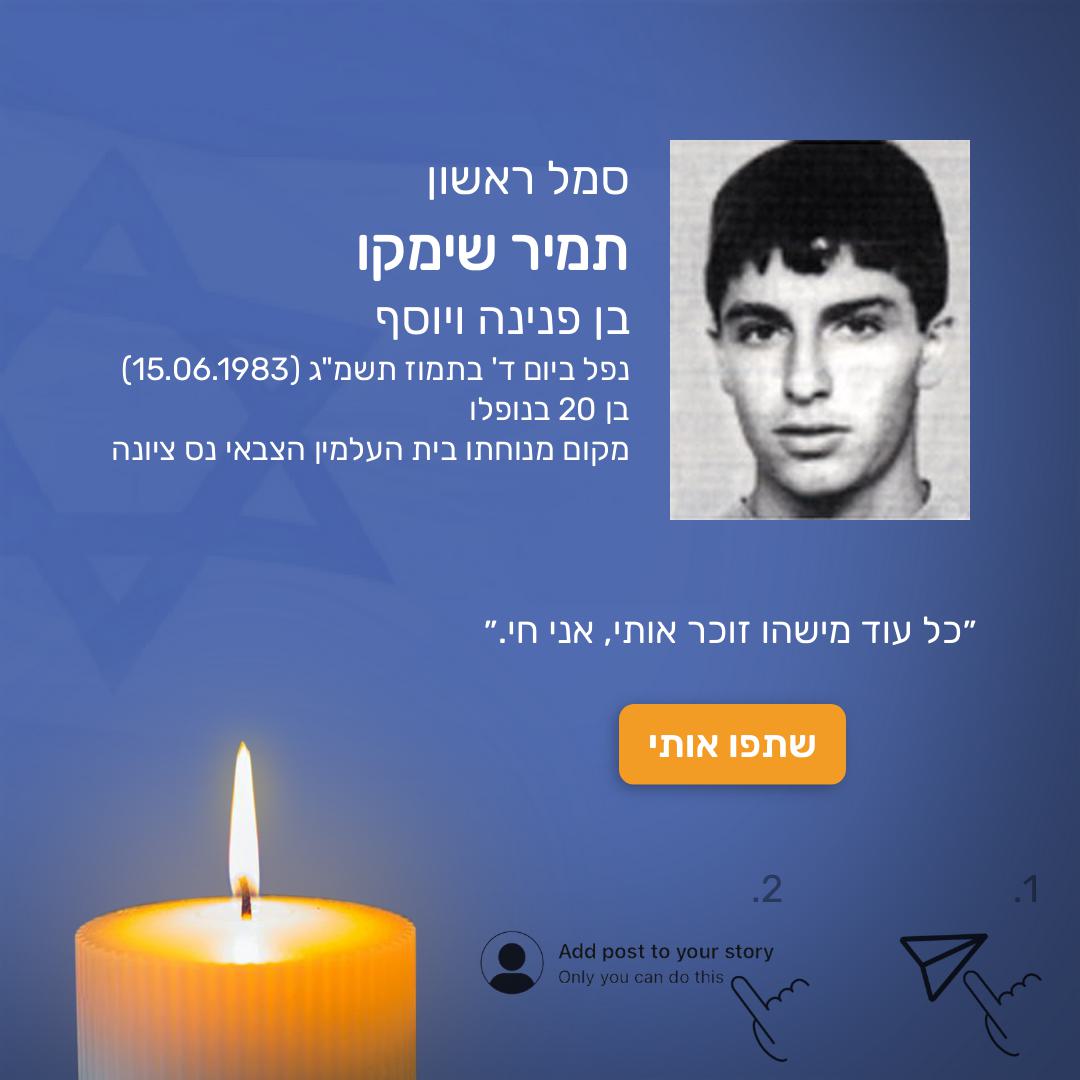 סמל ראשון
תמיר שימקו
בן פנינה ויוסף
נפל ביום ד' בתמוז תשמ"ג (15.06.1983)
בן 20 בנופלו
מקום מנוחתו בית העלמין הצבאי נס ציונה
״כל עוד מישהו זוכר אותי, אני חי.״
שתפו אותי
1.
2.
Add post to your story
Only you can do this